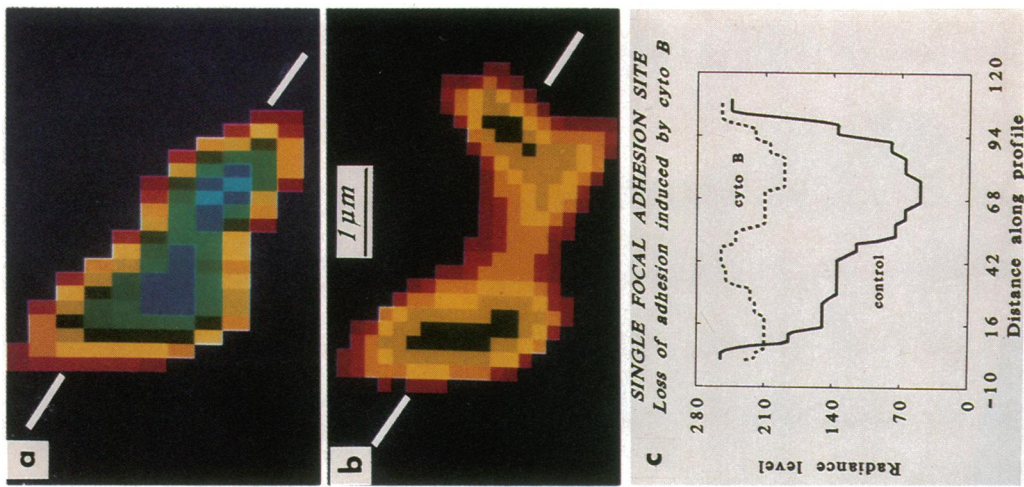 a
b
1 µm
c
SINGLE FOCAL ADHESION SITE
Loss of adhesion induced by cyto B
Radiance level
280
210
140
70
0
cyto B
control
-10 16 42 68 94 120
Distance along profile